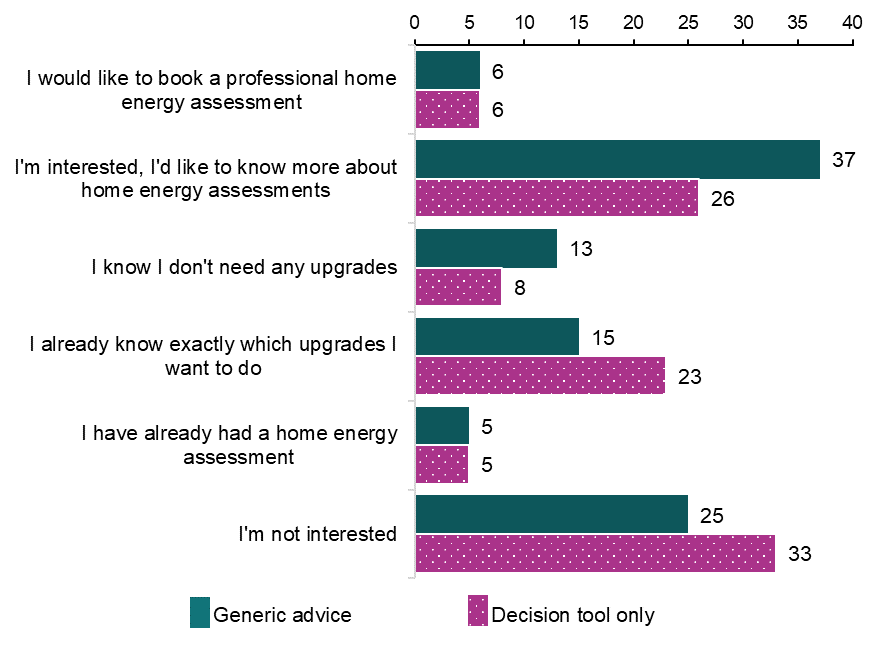 0 5 10 15 20 25 30 35 40
I would like to book a professional home
energy assessment
6
6
I'm interested, I'd like to know more about
home energy assessments
37
26
I know I don't need any upgrades
13
8
I already know exactly which upgrades I
want to do
15
23
I have already had a home energy
assessment
5
5
I'm not interested
25
33
Generic advice
Decision tool only